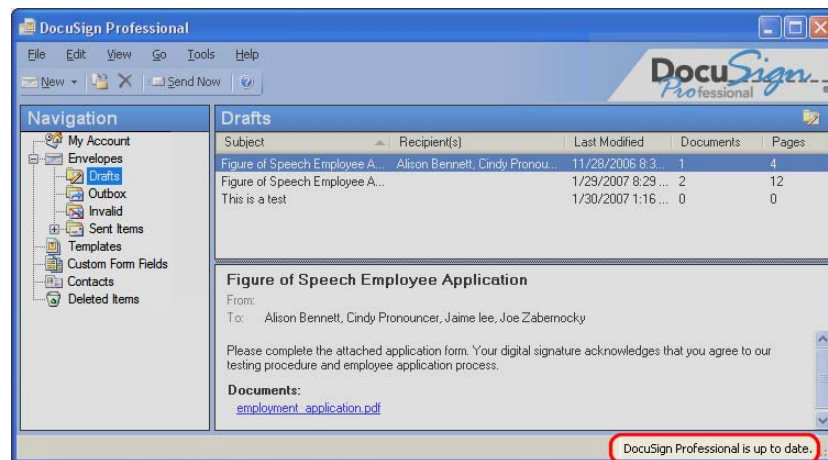 DocuSign Professional
File Edit View Go Tools Help
New Send Now
DocuSign Professional
Navigation
My Account
Envelopes
Drafts
Outbox
Invalid
Sent Items
Templates
Custom Form Fields
Contacts
Deleted Items
Drafts
Subject Recipient(s) Last Modified Documents Pages
Figure of Speech Employee A... Alison Bennett, Cindy Pronou... 11/28/2006 8:3... 1 4
Figure of Speech Employee A... 1/29/2007 8:29 ... 2 12
This is a test 1/30/2007 1:16 ... 0 0
Figure of Speech Employee Application
From:
To: Alison Bennett, Cindy Pronouncer, Jaime lee, Joe Zabernocky
Please complete the attached application form. Your digital signature acknowledges that you agree to our
testing procedure and employee application process.
Documents:
employment_application.pdf
DocuSign Professional is up to date.